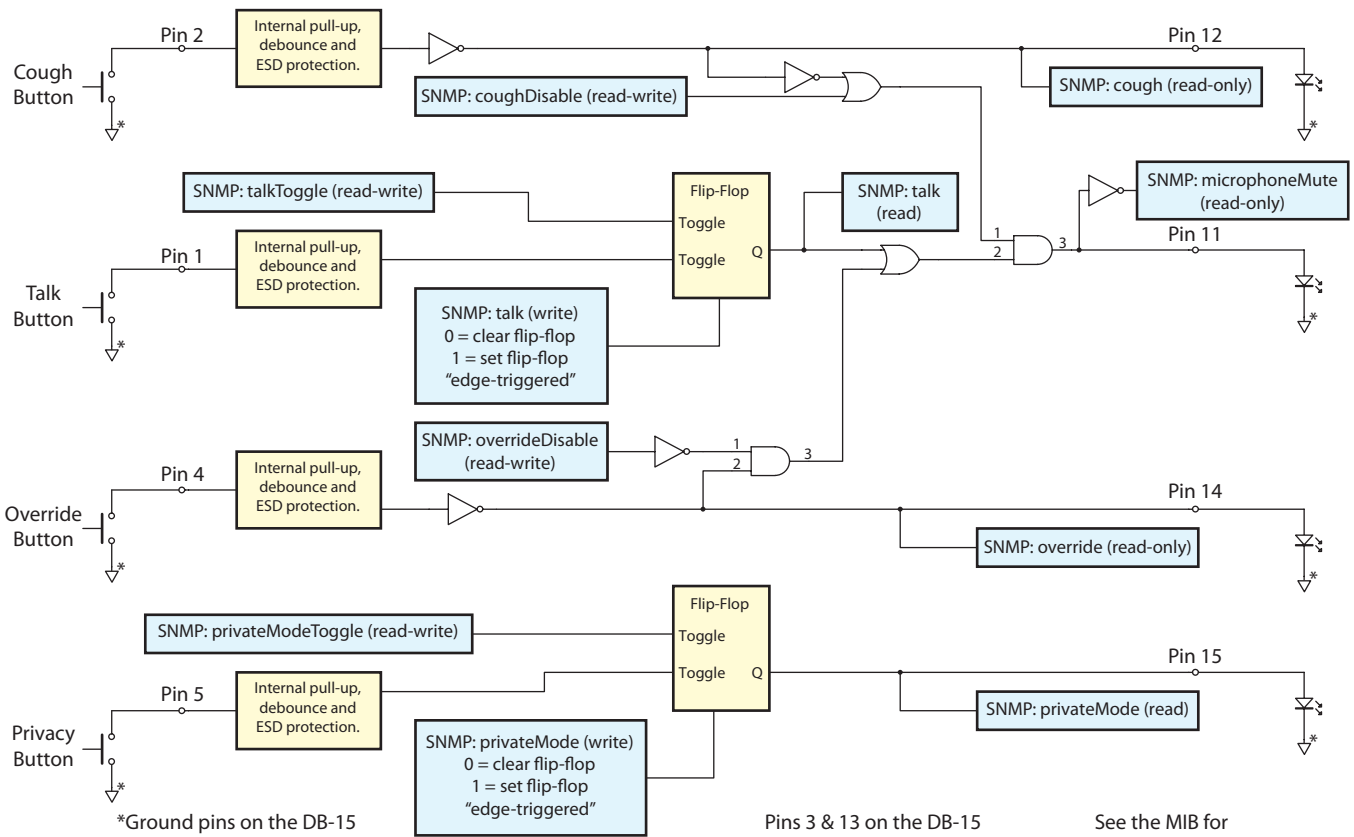 Pin 2
Internal pull-up,
debounce and
ESD protection.
Pin 12
Cough
Button
*
SNMP: coughDisable (read-write)
SNMP: cough (read-only)
*
SNMP: talkToggle (read-write)
Flip-Flop
Toggle
Toggle
Q
SNMP: talk
(read)
SNMP: microphoneMute
(read-only)
1
2
3
Pin 11
Pin 1
Internal pull-up,
debounce and
ESD protection.
Talk
Button
*
*
SNMP: talk (write)
0 = clear flip-flop
1 = set flip-flop
“edge-triggered”
SNMP: overrideDisable
(read-write)
1
2
3
Pin 4
Internal pull-up,
debounce and
ESD protection.
Pin 14
Override
Button
*
SNMP: override (read-only)
*
SNMP: privateModeToggle (read-write)
Flip-Flop
Toggle
Toggle
Q
Pin 15
Pin 5
Internal pull-up,
debounce and
ESD protection.
Privacy
Button
*
SNMP: privateMode (read)
*
SNMP: privateMode (write)
0 = clear flip-flop
1 = set flip-flop
“edge-triggered”
*Ground pins on the DB-15
Pins 3 & 13 on the DB-15
See the MIB for